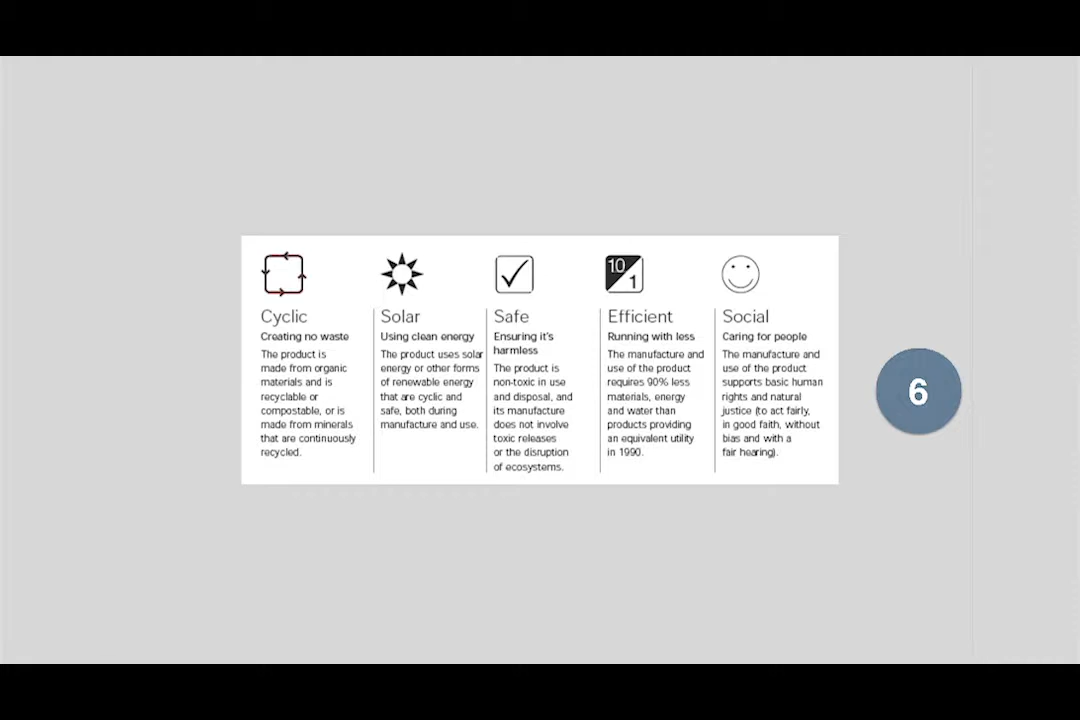 10
1
Cyclic
Creating no waste
The product is
made from organic
materials and is
recyclable or
compostable, or is
made from minerals
that are continuously
recycled.
Solar
Using clean energy
The product uses solar
energy or other forms
of renewable energy
that are cyclic and
safe, both during
manufacture and use.
Safe
Ensuring it's
harmless
The product is
non-toxic in use
and disposal, and
its manufacture
does not involve
toxic releases
or the disruption
of ecosystems.
Efficient
Running with less
The manufacture and
use of the product
requires 90% less
materials, energy
and water than
products providing
an equivalent utility
in 1990.
Social
Caring for people
The manufacture and
use of the product
supports basic human
rights and natural
justice (to act fairly,
in good faith, without
bias and with a
fair hearing).
6